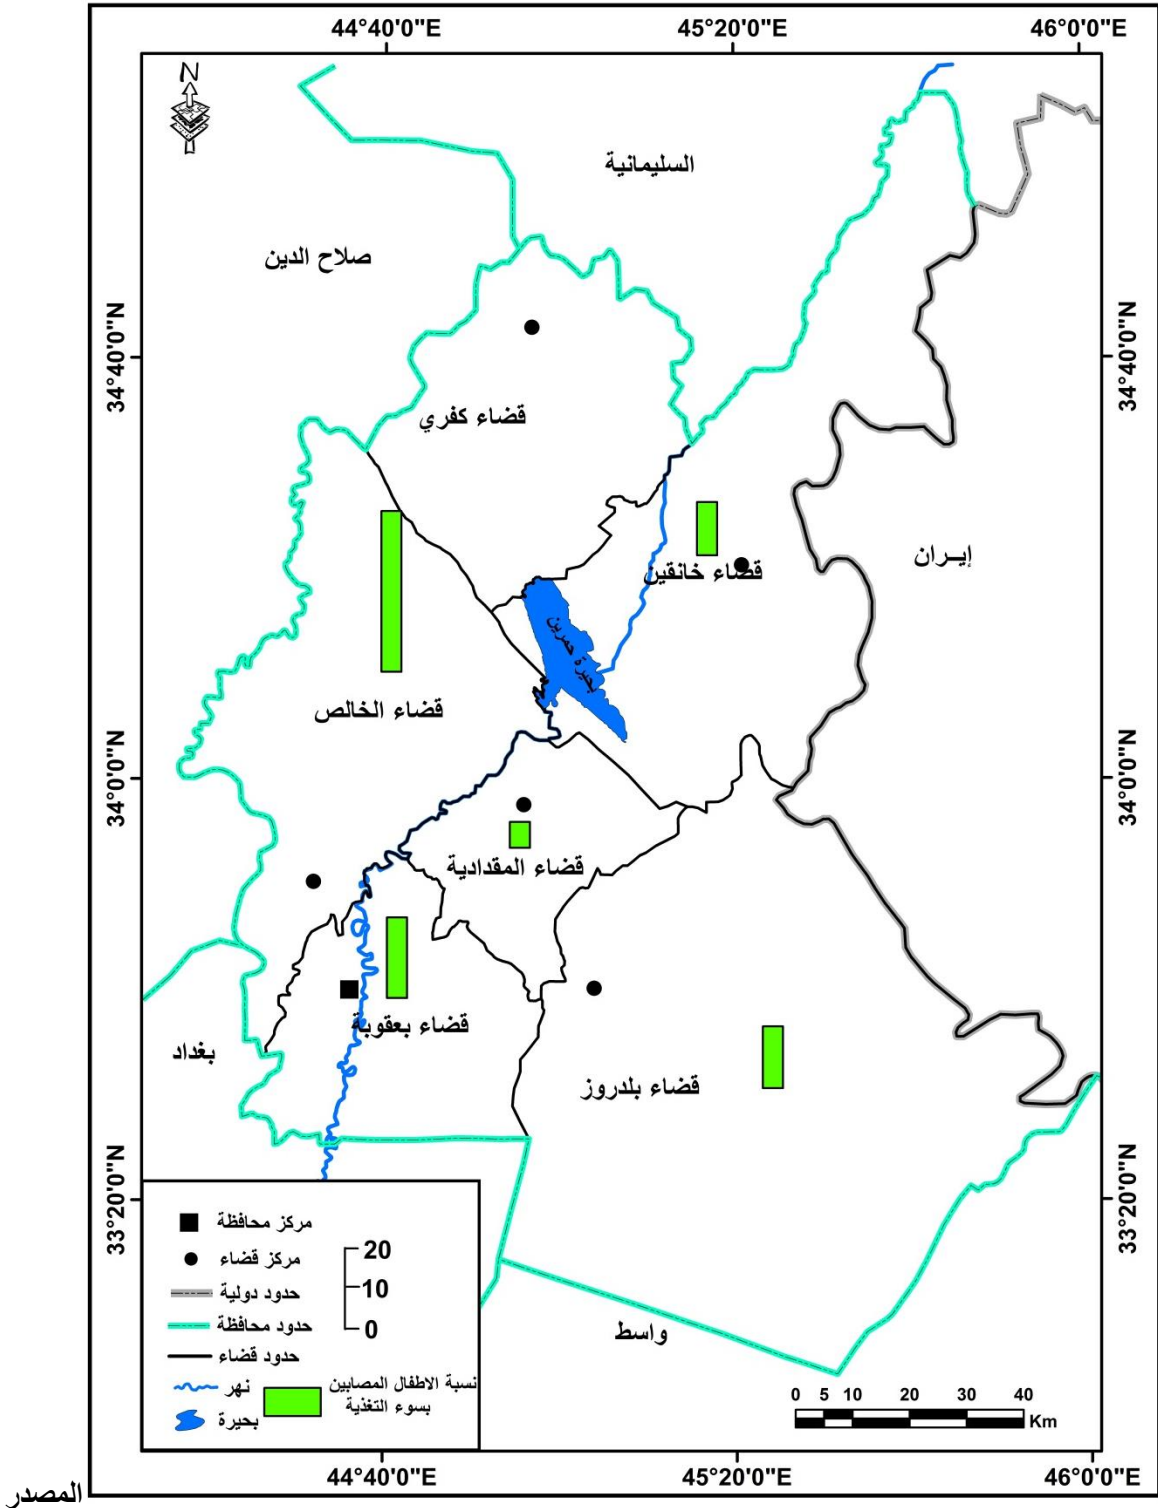 44°40'0"E 45°20'0"E 46°0'0"E
N
السليمانية
صلاح الدين
34°40'0"N 34°40'0"N
قضاء كفري
إيــران
قضاء خانقين
بحيرة حمرين
قضاء الخالص
34°0'0"N 34°0'0"N
قضاء المقدادية
قضاء بعقوبة
بغداد
قضاء بلدروز
33°20'0"N 33°20'0"N
مركز محافظة
مركز قضاء
حدود دولية
حدود محافظة
حدود قضاء
نهر
بحيرة
20
10
0
نسبة الاطفال المصابين
بسوء التغذية
واسط
0 5 10 20 30 40
Km
44°40'0"E 45°20'0"E 46°0'0"E
المصدر